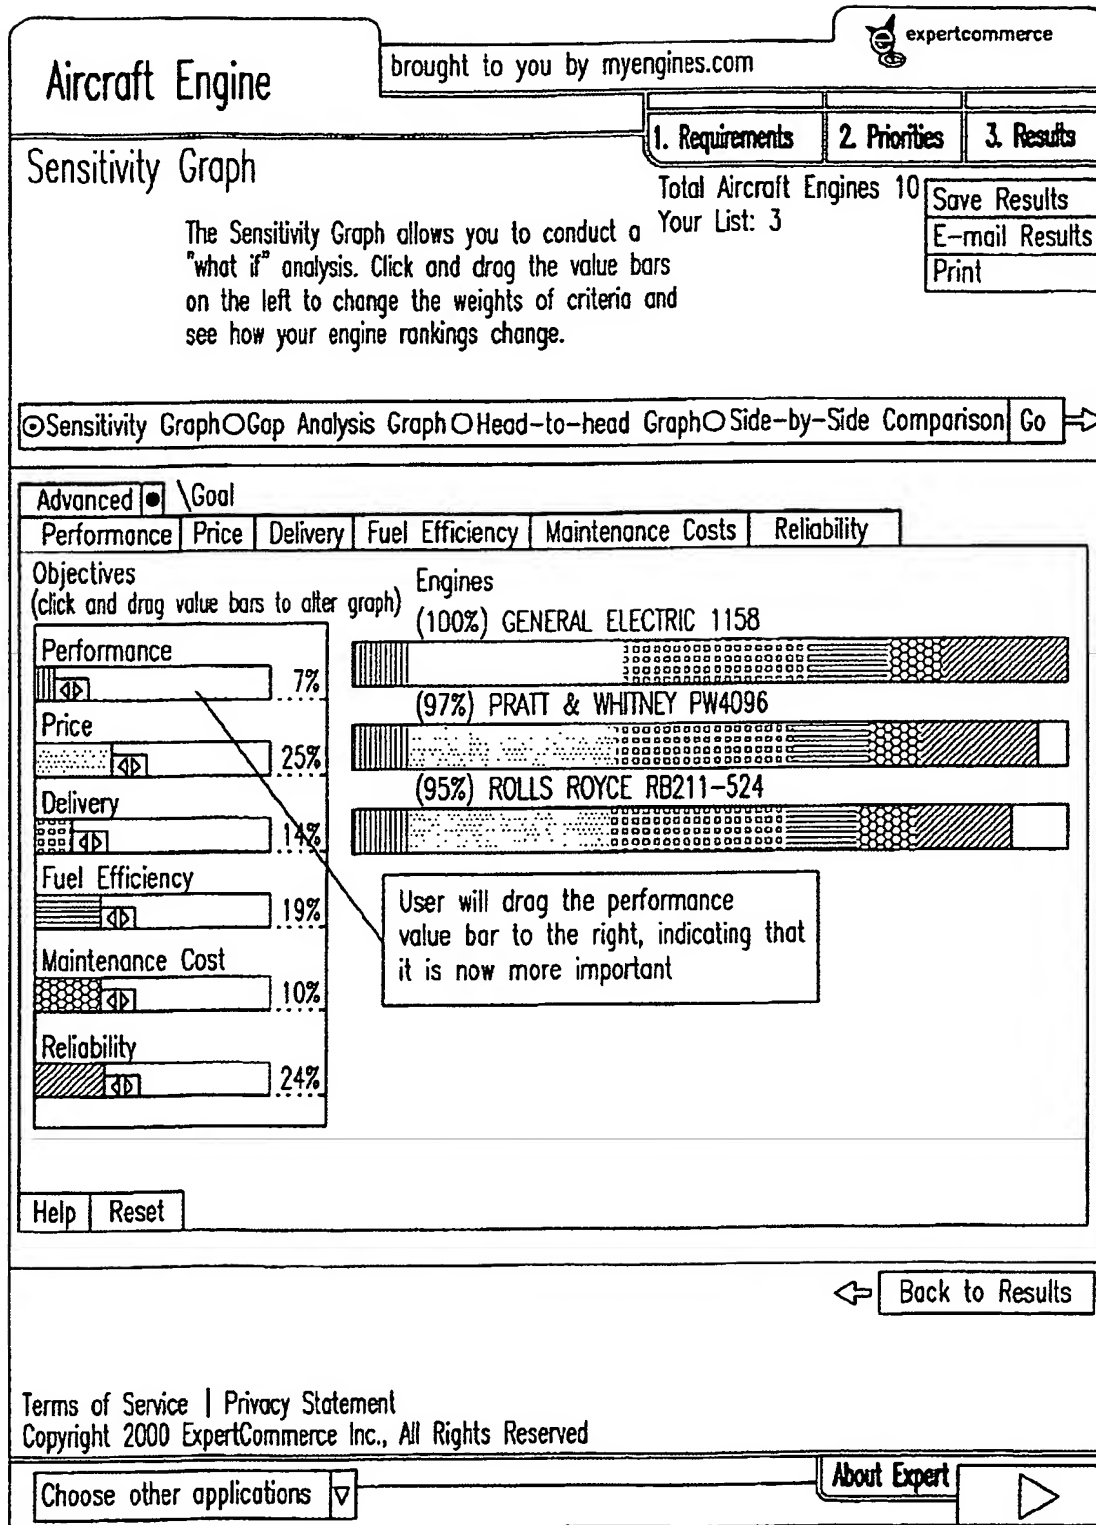 expertcommerce
Aircraft Engine
brought to you by myengines.com
1. Requirements
2. Priorities
3. Results
Sensitivity Graph
Total Aircraft Engines 10
Your List: 3
Save Results
E-mail Results
Print
The Sensitivity Graph allows you to conduct a
"what if" analysis. Click and drag the value bars
on the left to change the weights of criteria and
see how your engine rankings change.
Sensitivity Graph Gap Analysis Graph Head-to-head Graph Side-by-Side Comparison Go
Advanced \Goal
Performance Price Delivery Fuel Efficiency Maintenance Costs Reliability
Objectives
(click and drag value bars to alter graph)
Performance
7%
Price
25%
Delivery
14%
Fuel Efficiency
19%
Maintenance Cost
10%
Reliability
24%
Engines
(100%) GENERAL ELECTRIC 1158
(97%) PRATT & WHITNEY PW4096
(95%) ROLLS ROYCE RB211-524
User will drag the performance
value bar to the right, indicating that
it is now more important
Help Reset
Back to Results
Terms of Service | Privacy Statement
Copyright 2000 ExpertCommerce Inc., All Rights Reserved
Choose other applications
About Expert